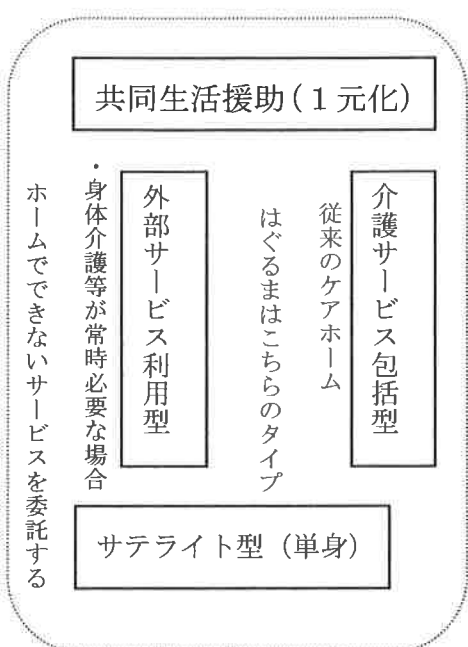 共同生活援助(1元化)
介護サービス包括型
従来のケアホーム
はぐるまはこちらのタイプ
外部サービス利用型
・身体介護等が常時必要な場合
ホームでできないサービスを委託する
サテライト型(単身)